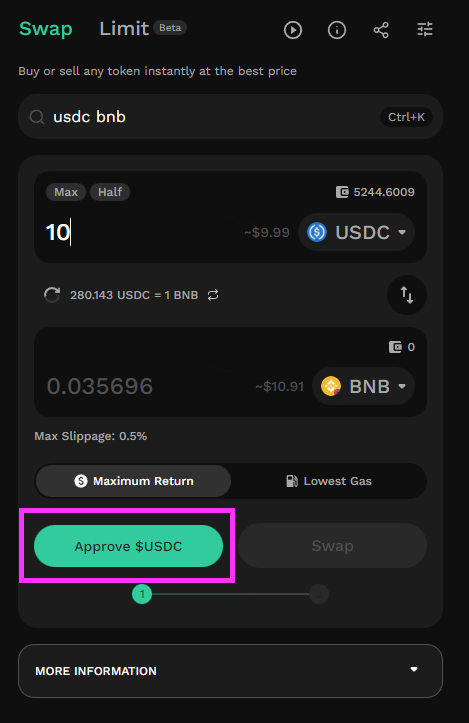 Swap Limit Beta
Buy or sell any token instantly at the best price
usdc bnb Ctrl+K
Max Half 5244.6009
10 ~$9.99 USDC
280.143 USDC = 1 BNB
0
0.035696 ~$10.91 BNB
Max Slippage: 0.5%
Maximum Return Lowest Gas
Approve $USDC Swap
1
MORE INFORMATION